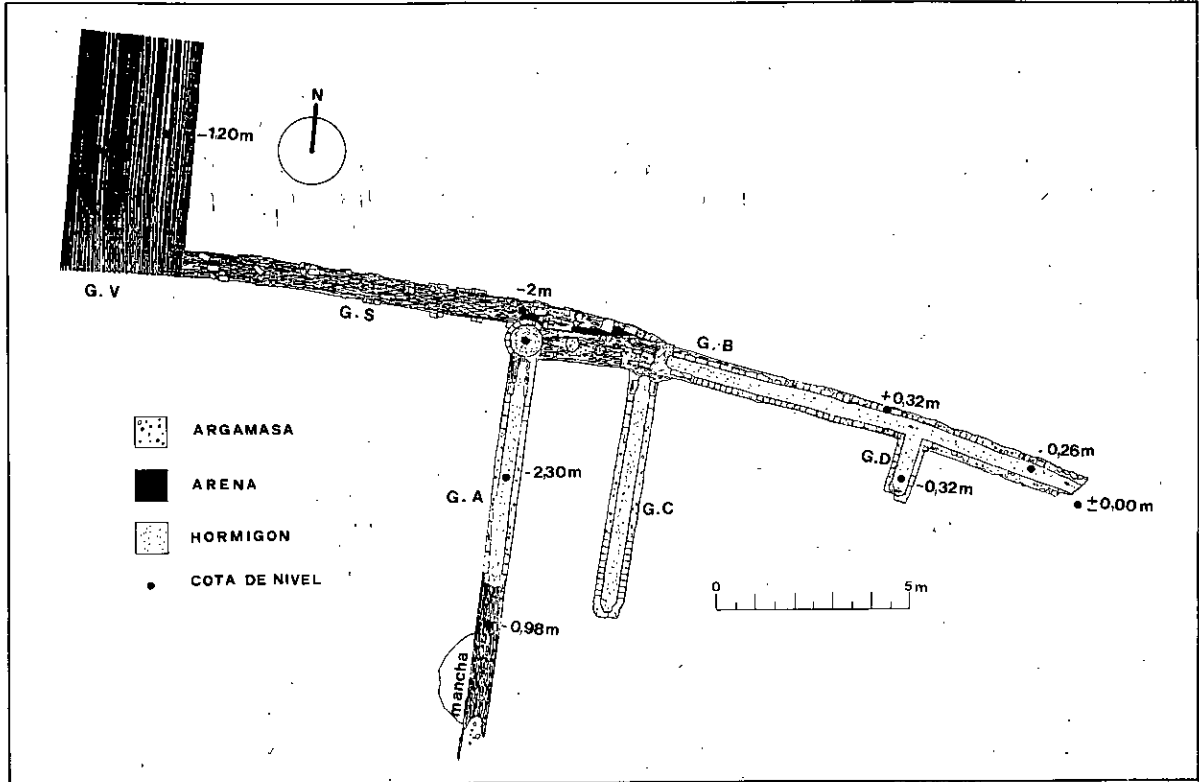 N
-1,20m
G. V
G. S
-2m
G. B
+0,32m
- 0,26m
±0,00m
G.D
-0,32m
G. A
-2,30m
G.C
ARGAMASA
ARENA
HORMIGON
COTA DE NIVEL
0
5m
-0,98m
mancha